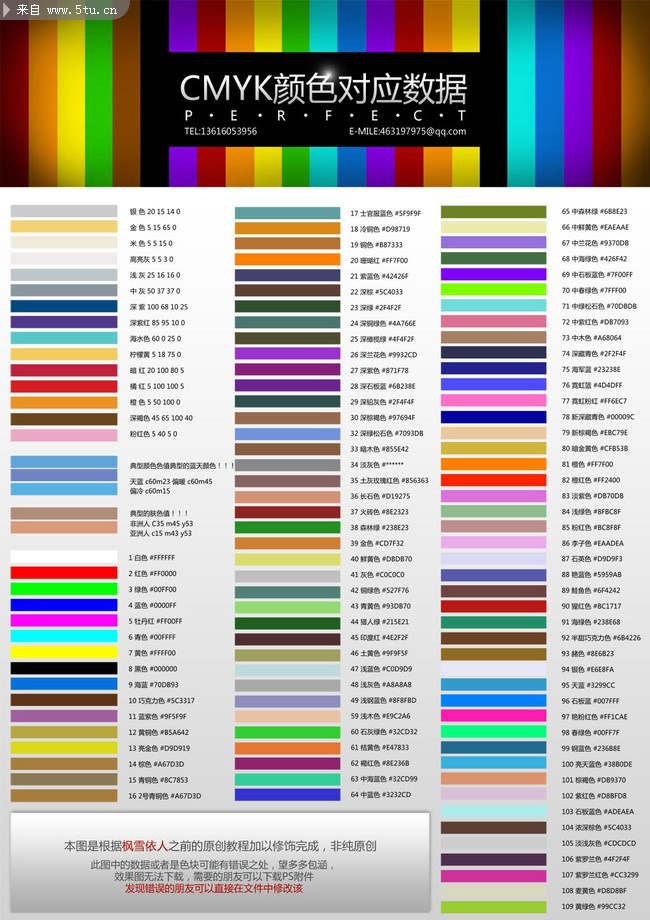 来自 www.5tu.cn
CMYK颜色对应数据
P·E·R·F·E·C·T
TEL:13616053956 E-MILE:463197975@qq.com
银 色 20 15 14 0
金 色 5 15 65 0
米 色 5 5 15 0
高亮灰 5 5 3 0
浅 灰 25 16 16 0
中 灰 50 37 37 0
深 紫 100 68 10 25
深紫红 85 95 10 0
海水色 60 0 25 0
柠檬黄 5 18 75 0
暗 红 20 100 80 5
橘 红 5 100 100 5
橙 色 5 50 100 0
深褐色 45 65 100 40
粉红色 5 40 5 0
典型颜色色值典型的蓝天颜色！！！
天蓝 c60m23 偏暖 c60m45
偏冷 c60m15
典型的肤色值！！！
非洲人 C35 m45 y53
亚洲人 c15 m43 y53
1 白色 #FFFFFF
2 红色 #FF0000
3 绿色 #00FF00
4 蓝色 #0000FF
5 牡丹红 #FF00FF
6 青色 #00FFFF
7 黄色 #FFFF00
8 黑色 #000000
9 海蓝 #70DB93
10 巧克力色 #5C3317
11 蓝紫色 #9F5F9F
12 黄铜色 #B5A642
13 亮金色 #D9D919
14 棕色 #A67D3D
15 青铜色 #8C7853
16 2号青铜色 #A67D3D
17 士官服蓝色 #5F9F9F
18 冷铜色 #D98719
19 铜色 #B87333
20 珊瑚红 #FF7F00
21 紫蓝色 #42426F
22 深棕 #5C4033
23 深绿 #2F4F2F
24 深铜绿色 #4A766E
25 深橄榄绿 #4F4F2F
26 深兰花色 #9932CD
27 深紫色 #871F78
28 深石板蓝 #6B238E
29 深铅灰色 #2F4F4F
30 深棕褐色 #97694F
32 深绿松石色 #7093DB
33 暗木色 #855E42
34 淡灰色 #******
35 土灰玫瑰红色 #856363
36 长石色 #D19275
37 火砖色 #8E2323
38 森林绿 #238E23
39 金色 #CD7F32
40 鲜黄色 #DBDB70
41 灰色 #C0C0C0
42 铜绿色 #527F76
43 青黄色 #93DB70
44 猎人绿 #215E21
45 印度红 #4E2F2F
46 土黄色 #9F9F5F
47 浅蓝色 #C0D9D9
48 浅灰色 #A8A8A8
49 浅钢蓝色 #8F8FBD
59 浅木色 #E9C2A6
60 石灰绿色 #32CD32
61 桔黄色 #E47833
62 褐红色 #8E236B
63 中海蓝色 #32CD99
64 中蓝色 #3232CD
65 中森林绿 #6B8E23
66 中鲜黄色 #EAEAAE
67 中兰花色 #9370DB
68 中海绿色 #426F42
69 中石板蓝色 #7F00FF
70 中春绿色 #7FFF00
71 中绿松石色 #70DBDB
72 中紫红色 #DB7093
73 中木色 #A68064
74 深藏青色 #2F2F4F
75 海军蓝 #23238E
76 霓虹蓝 #4D4DFF
77 霓虹粉红 #FF6EC7
78 新深藏青色 #00009C
79 新棕褐色 #EBC79E
80 暗金黄色 #CFB53B
81 橙色 #FF7F00
82 橙红色 #FF2400
83 淡紫色 #DB70DB
84 浅绿色 #8FBC8F
85 粉红色 #BC8F8F
86 李子色 #EAADEA
87 石英色 #D9D9F3
88 艳蓝色 #5959AB
89 鲑鱼色 #6F4242
90 猩红色 #BC1717
91 海绿色 #238E68
92 半甜巧克力色 #6B4226
93 赭色 #8E6B23
94 银色 #E6E8FA
95 天蓝 #3299CC
96 石板蓝 #007FFF
97 艳粉红色 #FF1CAE
98 春绿色 #00FF7F
99 钢蓝色 #236B8E
100 亮天蓝色 #38B0DE
101 棕褐色 #DB9370
102 紫红色 #D8BFD8
103 石板蓝色 #ADEAEA
104 浓深棕色 #5C4033
105 淡浅灰色 #CDCDCD
106 紫罗兰色 #4F2F4F
107 紫罗兰红色 #CC3299
108 麦黄色 #D8D8BF
109 黄绿色 #99CC32
本图是根据枫雪依人之前的原创教程加以修饰完成，非纯原创
此图中的数据或者是色块可能有错误之处，望多多包涵，
效果图无法下载，需要的朋友可以下载PS附件
发现错误的朋友可以直接在文件中修改该